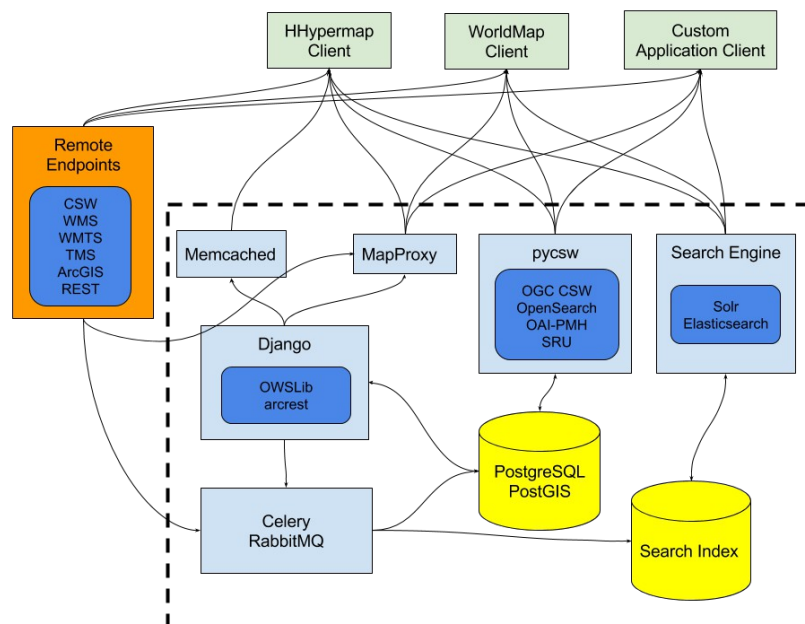 HHypermap
Client
WorldMap
Client
Custom
Application Client
Remote
Endpoints
CSW
WMS
WMTS
TMS
ArcGIS
REST
Memcached
MapProxy
pycsw
OGC CSW
OpenSearch
OAI-PMH
SRU
Search Engine
Solr
Elasticsearch
Django
OWSLib
arcrest
PostgreSQL
PostGIS
Celery
RabbitMQ
Search Index